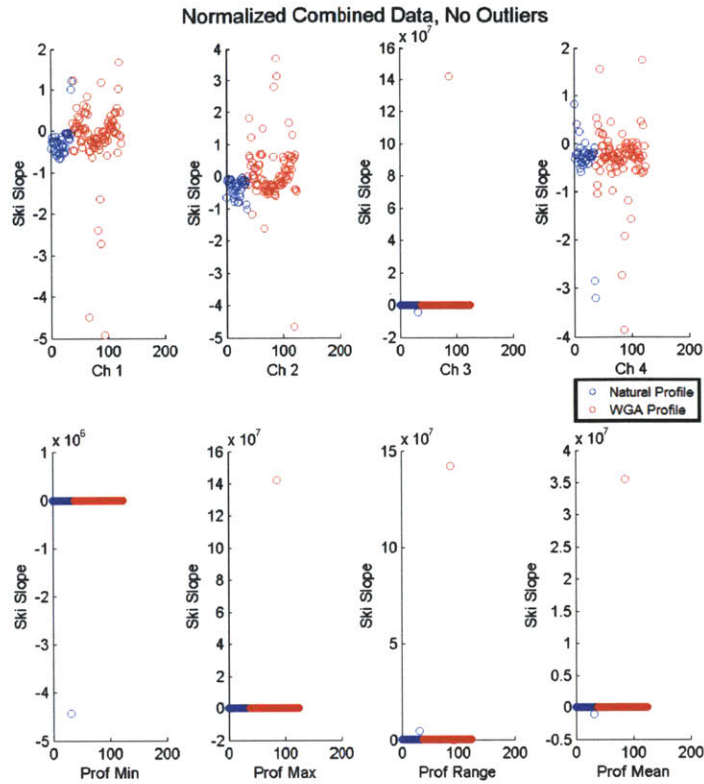 Normalized Combined Data, No Outliers
2
1
0
-1
-2
-3
-4
-5
0 100 200
Ski Slope
Ch 1
4
3
2
1
0
-1
-2
-3
-4
-5
0 100 200
Ski Slope
Ch 2
x 10^7
16
14
12
10
8
6
4
2
0
-2
0 100 200
Ski Slope
Ch 3
2
1
0
-1
-2
-3
-4
0 100 200
Ski Slope
Ch 4
Natural Profile
WGA Profile
x 10^6
1
0
-1
-2
-3
-4
-5
0 100 200
Ski Slope
Prof Min
x 10^7
16
14
12
10
8
6
4
2
0
-2
0 100 200
Ski Slope
Prof Max
x 10^7
15
10
5
0
0 100 200
Ski Slope
Prof Range
x 10^7
4
3.5
3
2.5
2
1.5
1
0.5
0
-0.5
0 100 200
Ski Slope
Prof Mean